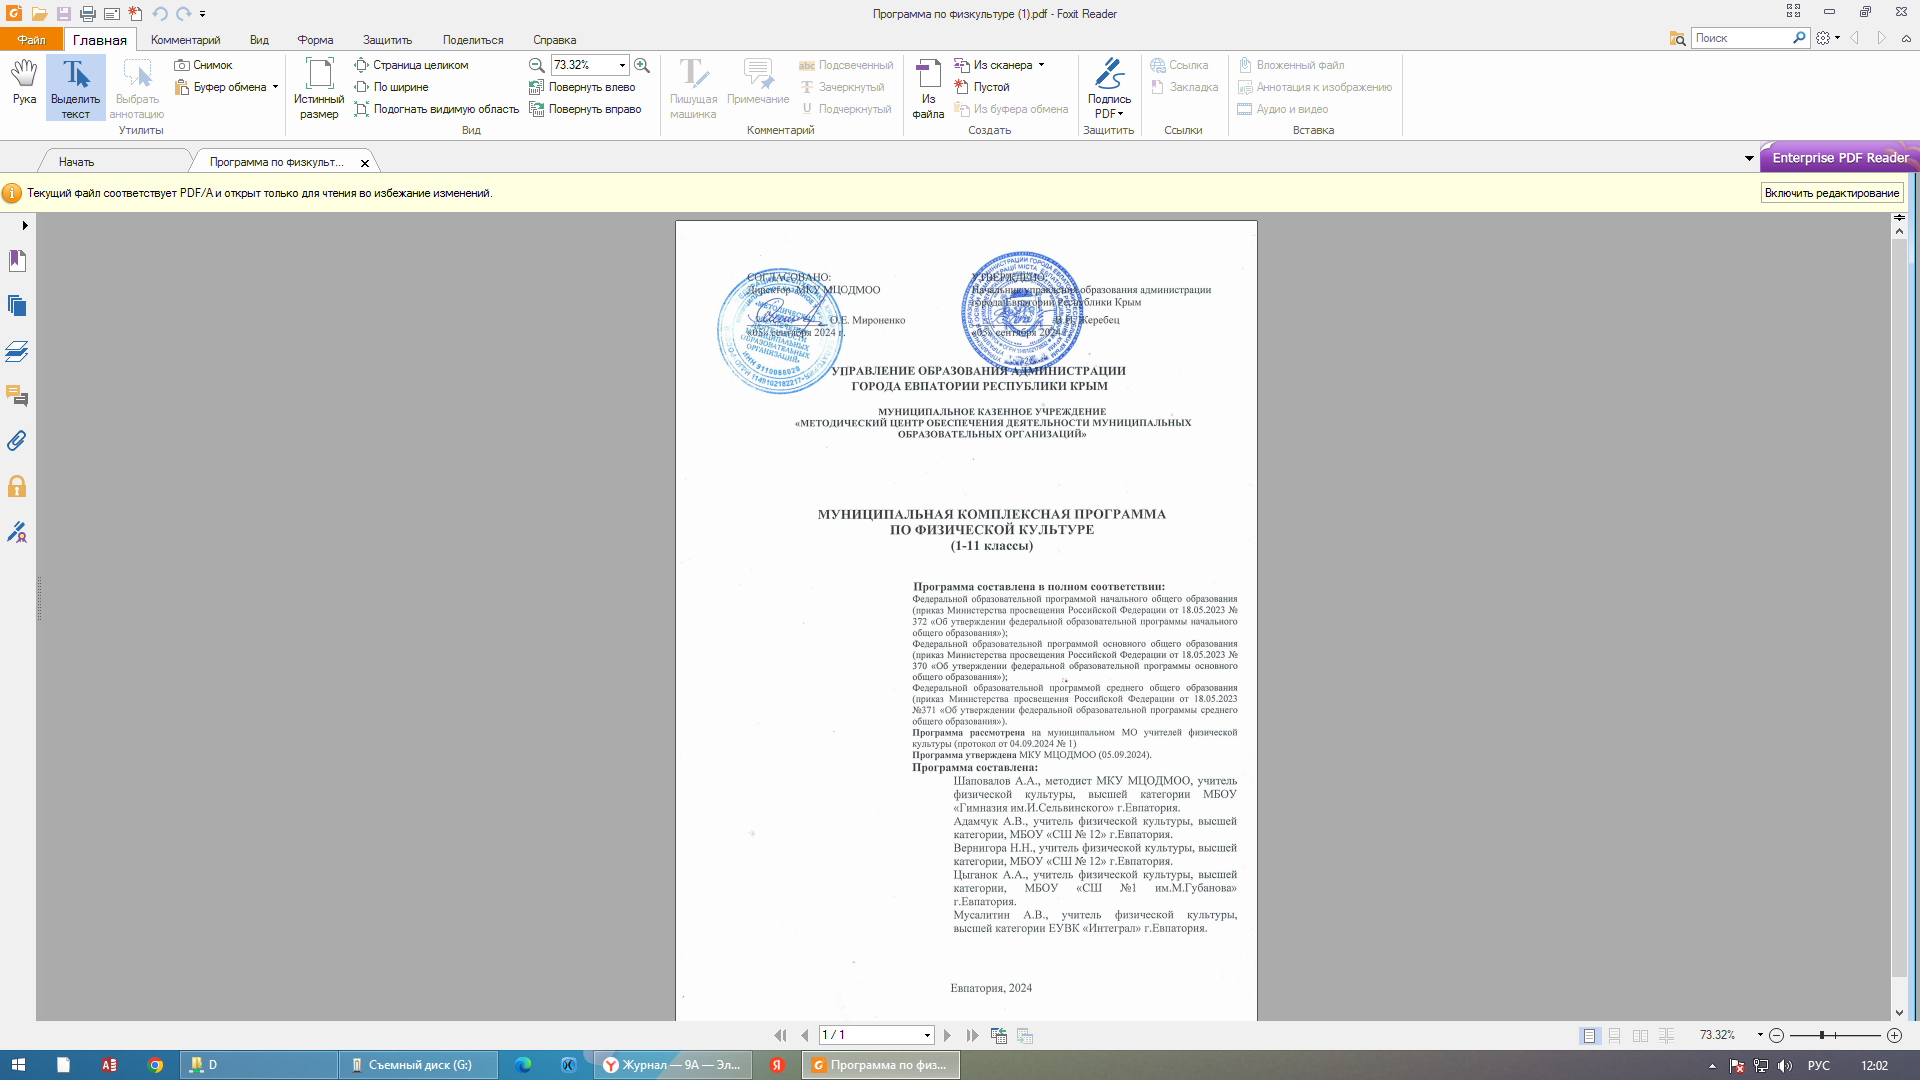 Программа по физкультуре (1).pdf - Foxit Reader
Файл
Главная
Комментарий
Вид
Форма
Защитить
Поделиться
Справка
Поиск
Рука
Выделить текст
Выбрать аннотацию
Снимок
Буфер обмена
Утилиты
Истинный размер
Страница целиком
По ширине
Подогнать видимую область
73.32%
Повернуть влево
Повернуть вправо
Вид
Пишущая машинка
Примечание
Подсвеченный
Зачеркнутый
Подчеркнутый
Комментарий
Из файла
Из сканера
Пустой
Из буфера обмена
Создать
Подпись PDF
Защитить
Ссылка
Закладка
Ссылки
Вложенный файл
Аннотация к изображению
Аудио и видео
Вставка
Начать
Программа по физкульт...
Enterprise PDF Reader
Текущий файл соответствует PDF/A и открыт только для чтения во избежание изменений.
Включить редактирование
СОГЛАСОВАНО:
Директор МКУ МЦОДМОО
О.Е. Мироненко
«05» сентября 2024 г.
УТВЕРЖДЕНО:
Начальник управления образования администрации
города Евпатории Республики Крым
Жеребец
«05» сентября 2024
УПРАВЛЕНИЕ ОБРАЗОВАНИЯ АДМИНИСТРАЦИИ
ГОРОДА ЕВПАТОРИИ РЕСПУБЛИКИ КРЫМ
МУНИЦИПАЛЬНОЕ КАЗЕННОЕ УЧРЕЖДЕНИЕ
«МЕТОДИЧЕСКИЙ ЦЕНТР ОБЕСПЕЧЕНИЯ ДЕЯТЕЛЬНОСТИ МУНИЦИПАЛЬНЫХ
ОБРАЗОВАТЕЛЬНЫХ ОРГАНИЗАЦИЙ»
МУНИЦИПАЛЬНАЯ КОМПЛЕКСНАЯ ПРОГРАММА
ПО ФИЗИЧЕСКОЙ КУЛЬТУРЕ
(1-11 классы)
Программа составлена в полном соответствии:
Федеральной образовательной программой начального общего образования
(приказ Министерства просвещения Российской Федерации от 18.05.2023 №
372 «Об утверждении федеральной образовательной программы начального
общего образования»);
Федеральной образовательной программой основного общего образования
(приказ Министерства просвещения Российской Федерации от 18.05.2023 №
370 «Об утверждении федеральной образовательной программы основного
общего образования»);
Федеральной образовательной программой среднего общего образования
(приказ Министерства просвещения Российской Федерации от 18.05.2023
№371 «Об утверждении федеральной образовательной программы среднего
общего образования»).
Программа рассмотрена на муниципальном МО учителей физической
культуры (протокол от 04.09.2024 № 1)
Программа утверждена МКУ МЦОДМОО (05.09.2024).
Программа составлена:
Шаповалов А.А., методист МКУ МЦОДМОО, учитель
физической культуры, высшей категории МБОУ
«Гимназия им.И.Сельвинского» г.Евпатория.
Адамчук А.В., учитель физической культуры, высшей
категории, МБОУ «СШ № 12» г.Евпатория.
Вернигора Н.Н., учитель физической культуры, высшей
категории, МБОУ «СШ № 12» г.Евпатория.
Цыганок А.А., учитель физической культуры, высшей
категории, МБОУ «СШ №1 им.М.Губанова»
г.Евпатория.
Мусалитин А.В., учитель физической культуры,
высшей категории ЕУВК «Интеграл» г.Евпатория.
Евпатория, 2024
1 / 1
73.32%
D
Съемный диск (G:)
Журнал — 9А — Эл...
Программа по физ...
РУС
12:02